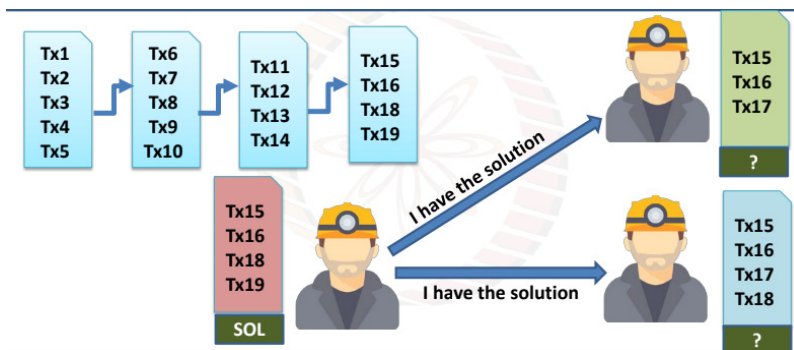 Tx1
Tx2
Tx3
Tx4
Tx5
Tx6
Tx7
Tx8
Tx9
Tx10
Tx11
Tx12
Tx13
Tx14
Tx15
Tx16
Tx18
Tx19
Tx15
Tx16
Tx17
?
Tx15
Tx16
Tx18
Tx19
SOL
I have the solution
I have the solution
Tx15
Tx16
Tx17
Tx18
?